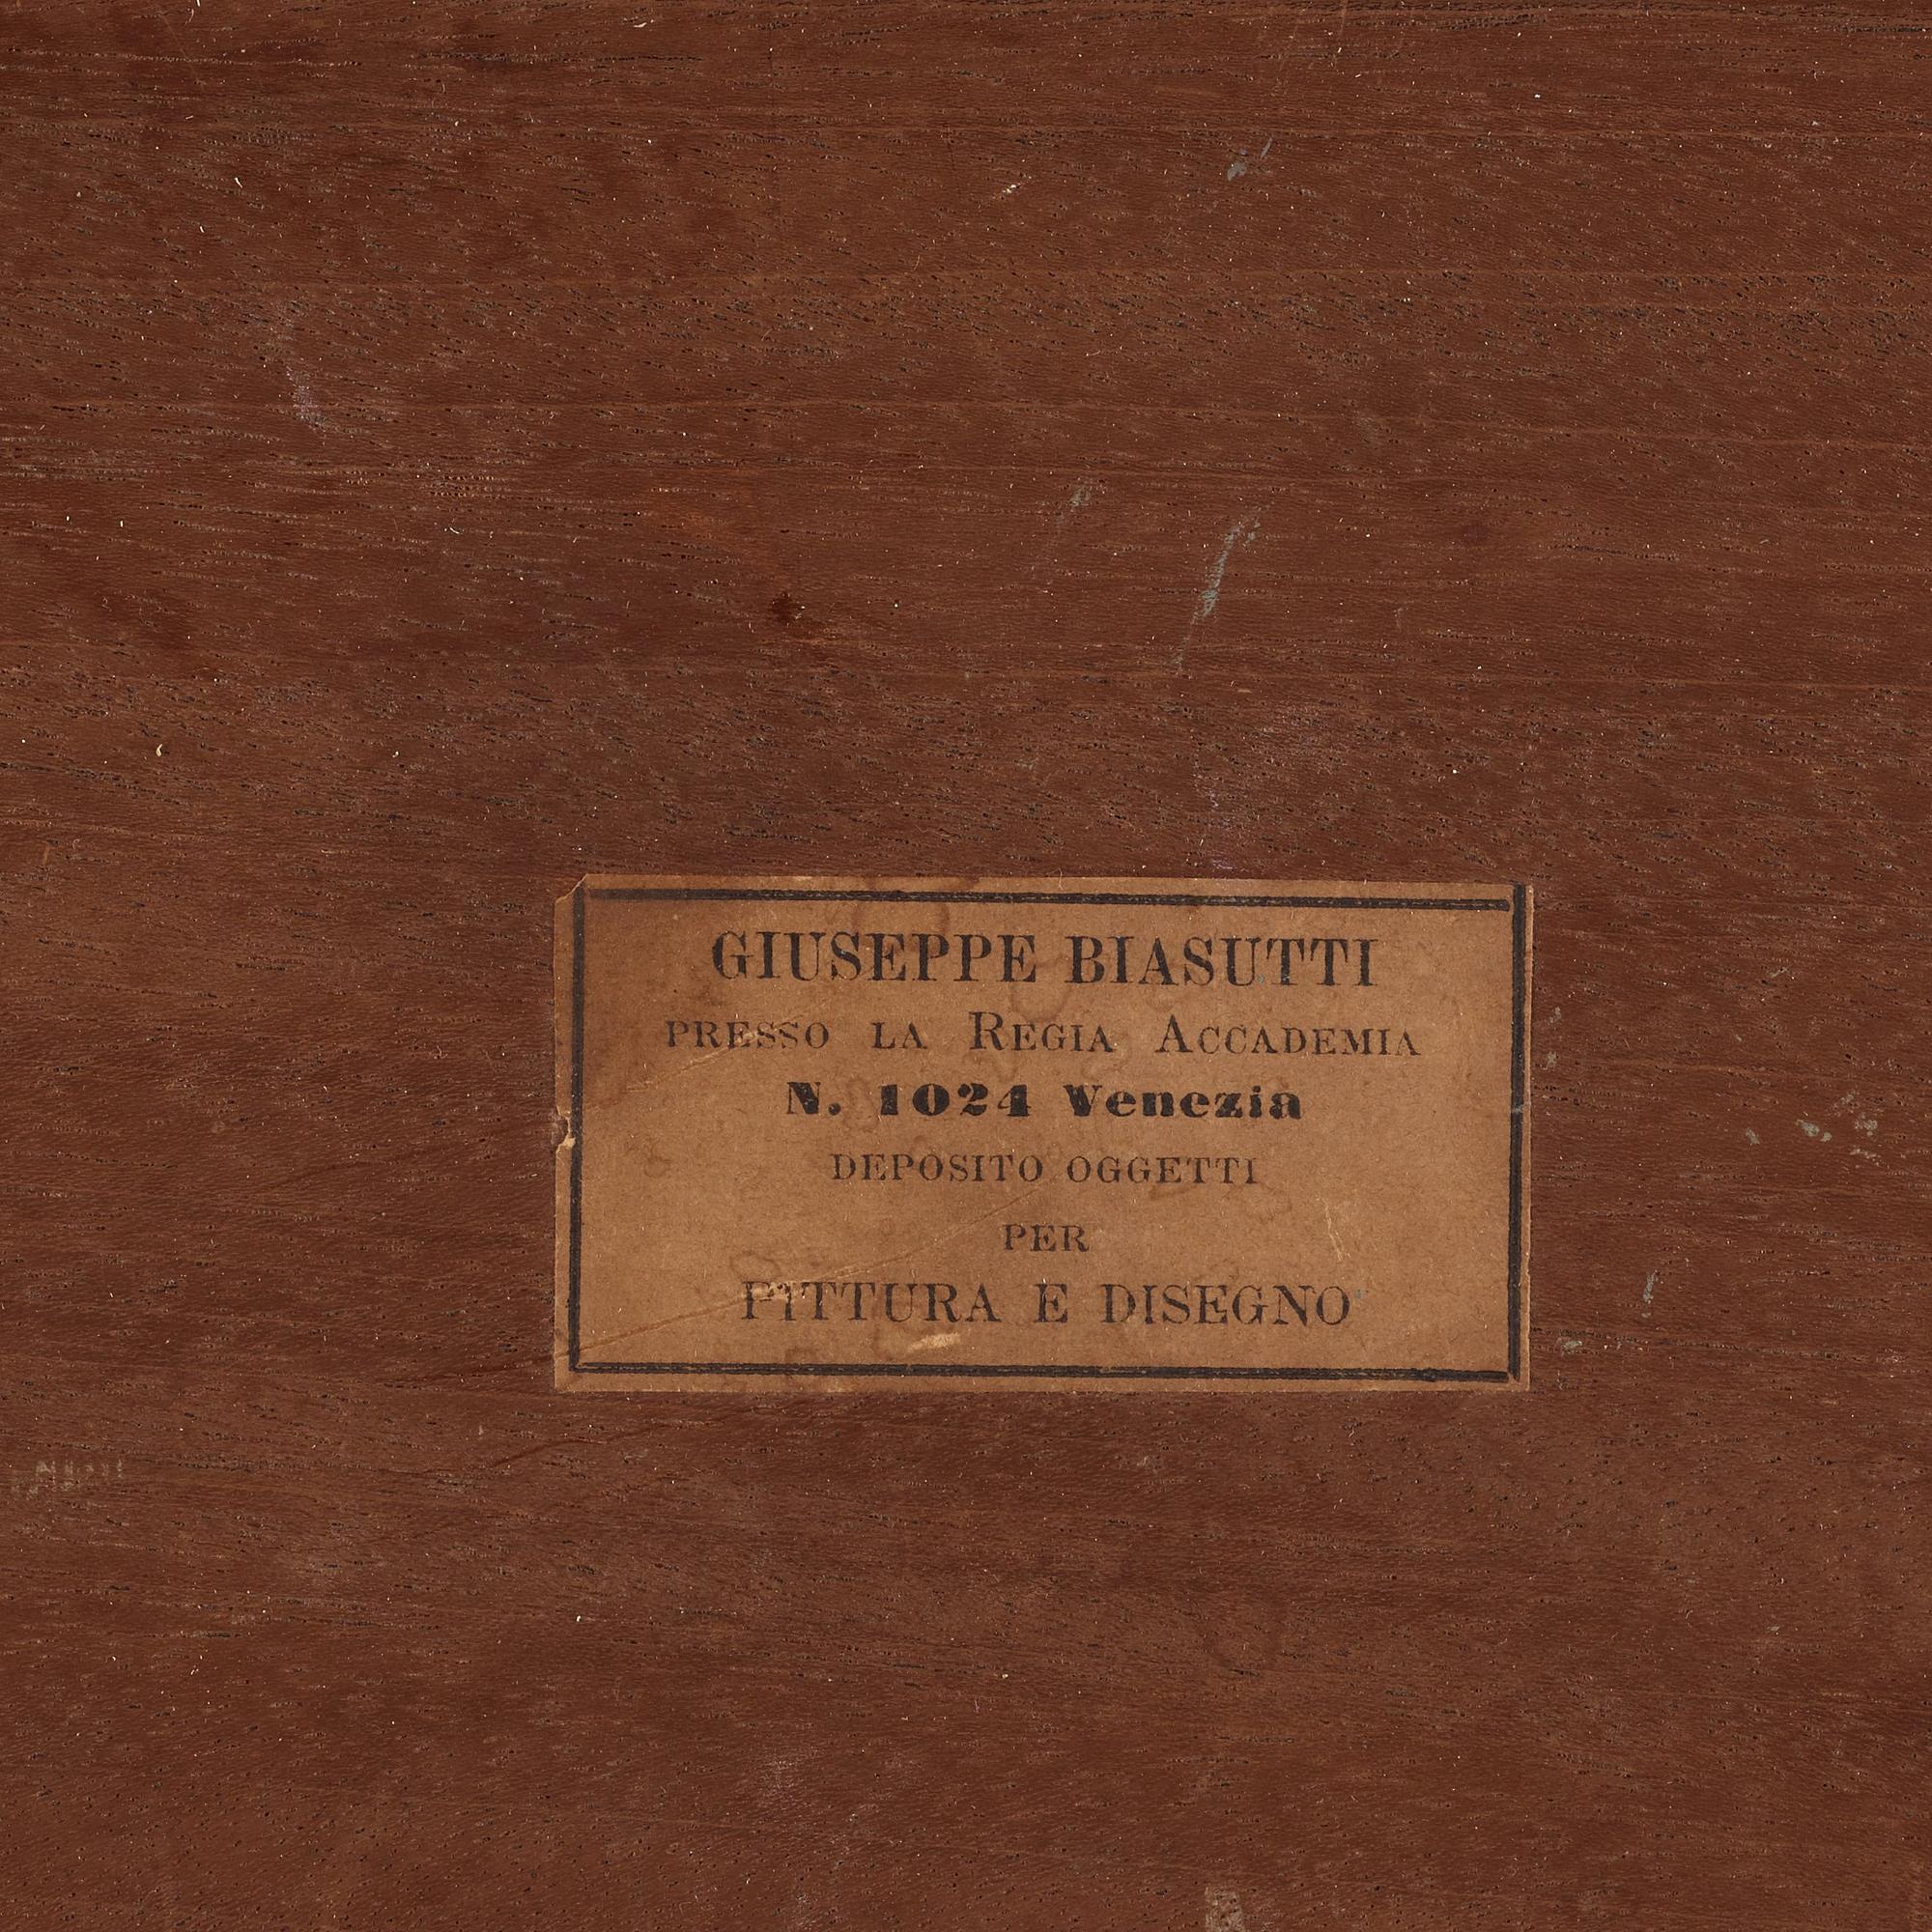 GIUSEPPE BIASUTTI
PRESSO LA REGIA ACCADEMIA
N. 1024 Venezia
DEPOSITO OGGETTI
PER
PITTURA E DISEGNO